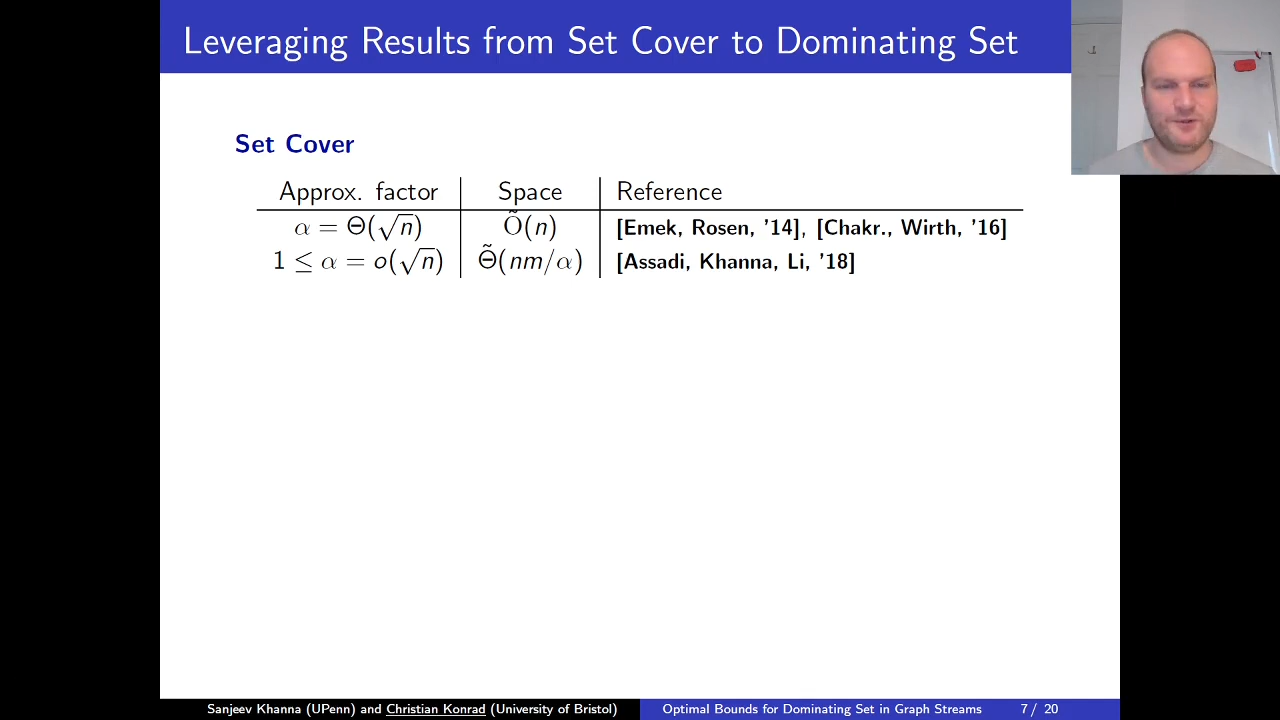 Leveraging Results from Set Cover to Dominating Set
Set Cover
Approx. factor Space Reference
α = Θ(√n) Õ(n) [Emek, Rosen, '14], [Chakr., Wirth, '16]
1 ≤ α = o(√n) Θ̃(nm/α) [Assadi, Khanna, Li, '18]
Sanjeev Khanna (UPenn) and Christian Konrad (University of Bristol) Optimal Bounds for Dominating Set in Graph Streams 7 / 20